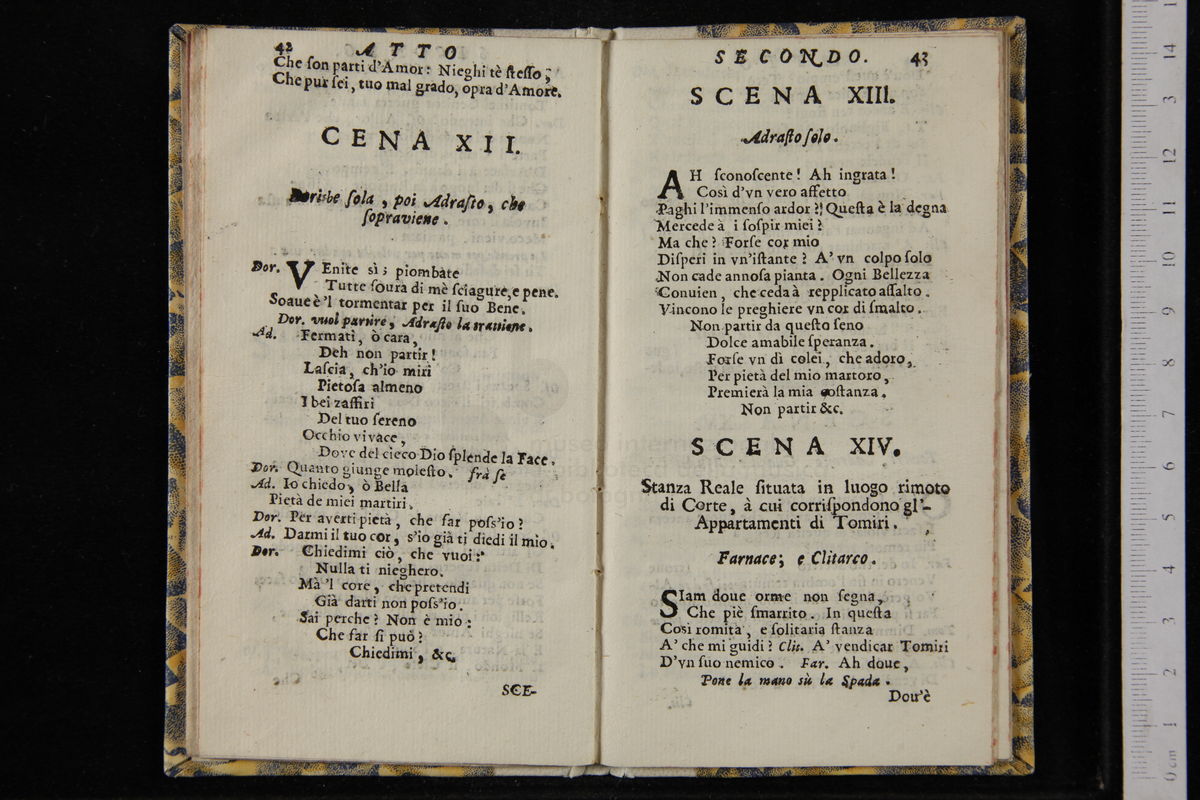 42 ATTO
Che ſon parti d'Amor: Nieghi tè ſteſſo;
Che pur ſei, tuo mal grado, opra d'Amore.
CENA XII.
Dorisbe ſola, poi Adraſto, che
ſopraviene.
Dor. VEnite sì; piombate
Tutte ſoura di mè ſciagure, e pene.
Soaue è 'l tormentar per il ſuo Bene.
Dor. vuol partire, Adraſto la trattiene.
Ad. Fermati, ò cara,
Deh non partir!
Laſcia, ch'io miri
Pietoſa almeno
I bei zaffiri
Del tuo ſereno
Occhio vivace,
Dove del cieco Dio ſplende la Face.
Dor. Quanto giunge moleſto. frà ſe
Ad. Io chiedo, ò Bella
Pietà de miei martiri.
Dor. Per averti pietà, che far poſs'io?
Ad. Darmi il tuo cor, s'io già ti diedi il mio.
Dor. Chiedimi ciò, che vuoi:
Nulla ti nieghero.
Mà 'l core, che pretendi
Già darti non poſs'io.
Sai perche? Non è mio:
Che far ſi può?
Chiedimi, &c.
SCE-
SECONDO. 43
SCENA XIII.
Adraſto ſolo.
AH ſconoſcente! Ah ingrata!
Così d'vn vero affetto
Paghi l'immenſo ardor? Queſta è la degna
Mercede à i ſoſpir miei?
Ma che? Forſe cor mio
Diſperi in vn'iſtante? A' vn colpo ſolo
Non cade annoſa pianta. Ogni Bellezza
Conuien, che ceda à repplicato aſſalto.
Vincono le preghiere vn cor di ſmalto.
Non partir da queſto ſeno
Dolce amabile ſperanza.
Forſe vn dì colei, che adoro,
Per pietà del mio martoro,
Premierà la mia coſtanza.
Non partir &c.
SCENA XIV.
Stanza Reale ſituata in luogo rimoto
di Corte, à cui corriſpondono gl'-
Appartamenti di Tomiri.
Farnace; e Clitarco.
SIam doue orme non ſegna,
Che piè ſmarrito. In queſta
Così romita, e ſolitaria ſtanza
A' che mi guidi? Clit. A' vendicar Tomiri
D'vn ſuo nemico. Far. Ah doue,
Pone la mano sù la Spada.
Dou'è